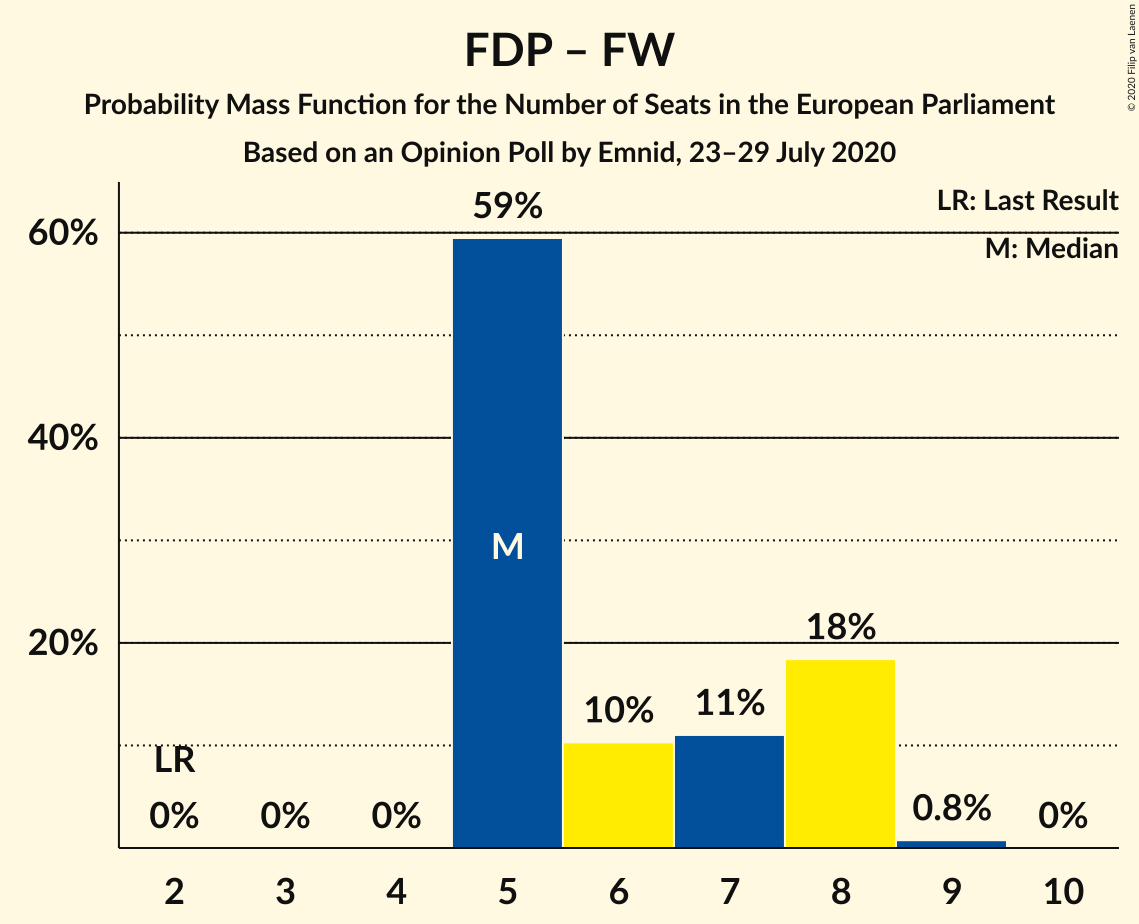 FDP – FW
Probability Mass Function for the Number of Seats in the European Parliament
Based on an Opinion Poll by Emnid, 23–29 July 2020
© 2020 Filip van Laenen
LR: Last Result
M: Median
60%
40%
20%
59%
M
18%
10%
11%
LR
0%
0%
0%
0.8%
0%
2 3 4 5 6 7 8 9 10